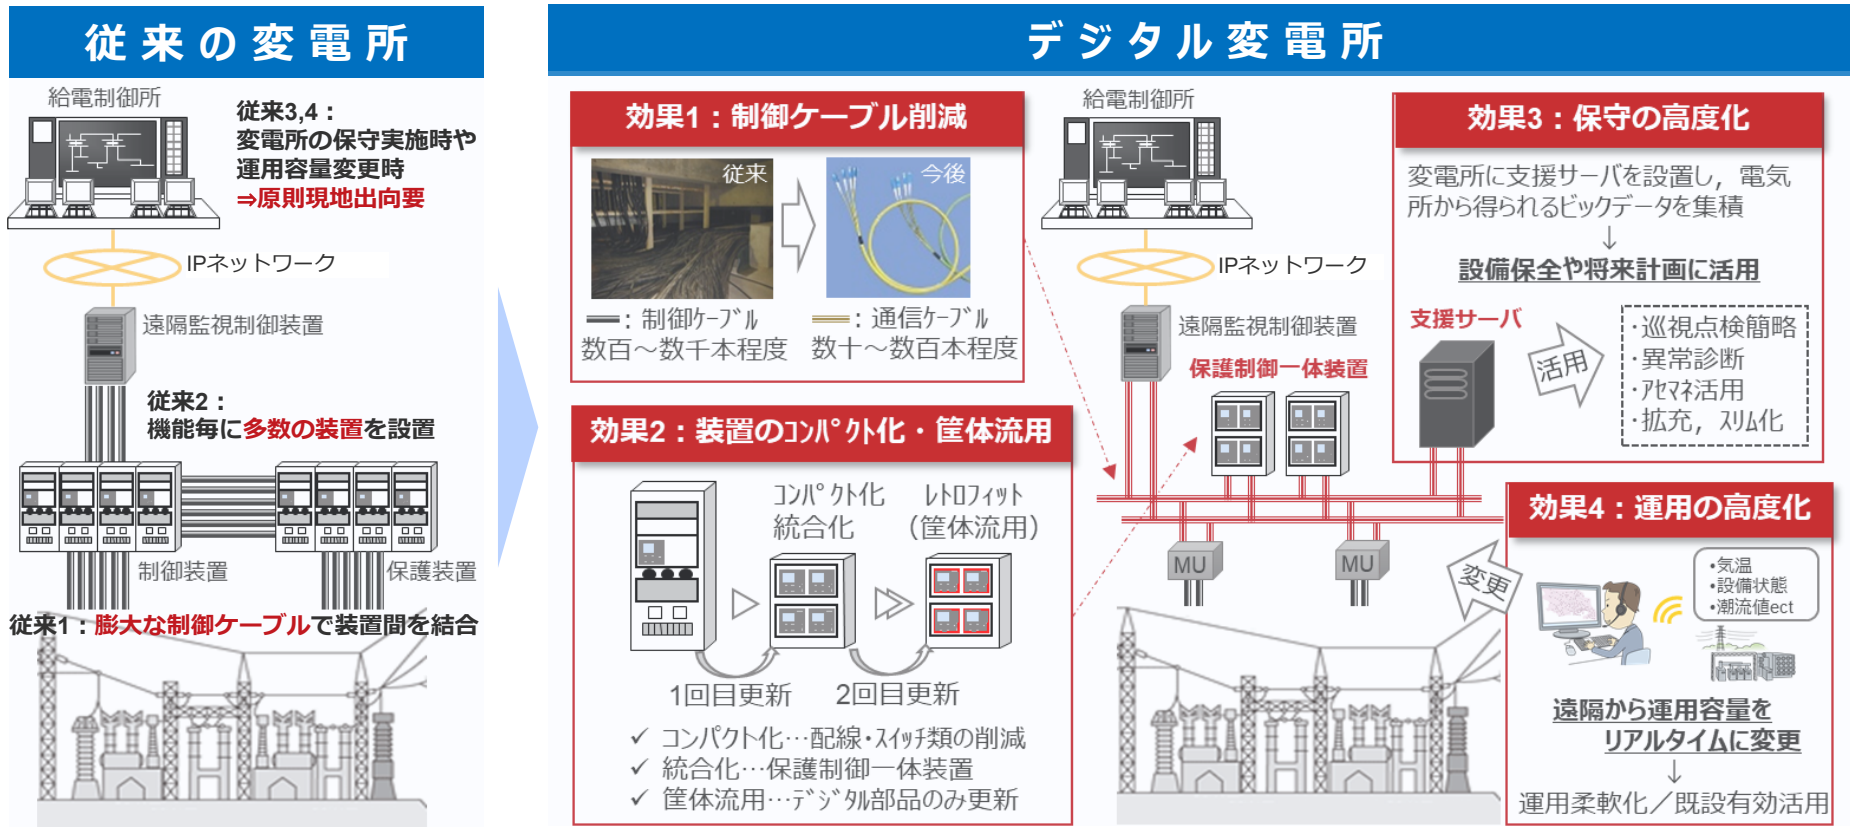 従来の変電所
給電制御所
従来3,4：
変電所の保守実施時や
運用容量変更時
⇒原則現地出向要
IPネットワーク
遠隔監視制御装置
従来2：
機能毎に多数の装置を設置
制御装置
保護装置
従来1：膨大な制御ケーブルで装置間を結合
デジタル変電所
効果1：制御ケーブル削減
従来
今後
：制御ｹｰﾌﾞﾙ
数百～数千本程度
：通信ｹｰﾌﾞﾙ
数十～数百本程度
効果2：装置のｺﾝﾊﾟｸﾄ化・筐体流用
ｺﾝﾊﾟｸﾄ化
統合化
ﾚﾄﾛﾌｨｯﾄ
（筐体流用）
1回目更新
2回目更新
✓ コンパクト化…配線・ｽｲｯﾁ類の削減
✓ 統合化…保護制御一体装置
✓ 筐体流用…ﾃﾞｼﾞﾀﾙ部品のみ更新
給電制御所
IPネットワーク
遠隔監視制御装置
保護制御一体装置
MU
MU
効果3：保守の高度化
変電所に支援サーバを設置し，電気
所から得られるビックデータを集積
↓
設備保全や将来計画に活用
支援サーバ
活用
・巡視点検簡略
・異常診断
・ｱｾﾏﾈ活用
・拡充，ｽﾘﾑ化
効果4：運用の高度化
変更
•気温
•設備状態
•潮流値ect
遠隔から運用容量を
リアルタイムに変更
↓
運用柔軟化／既設有効活用